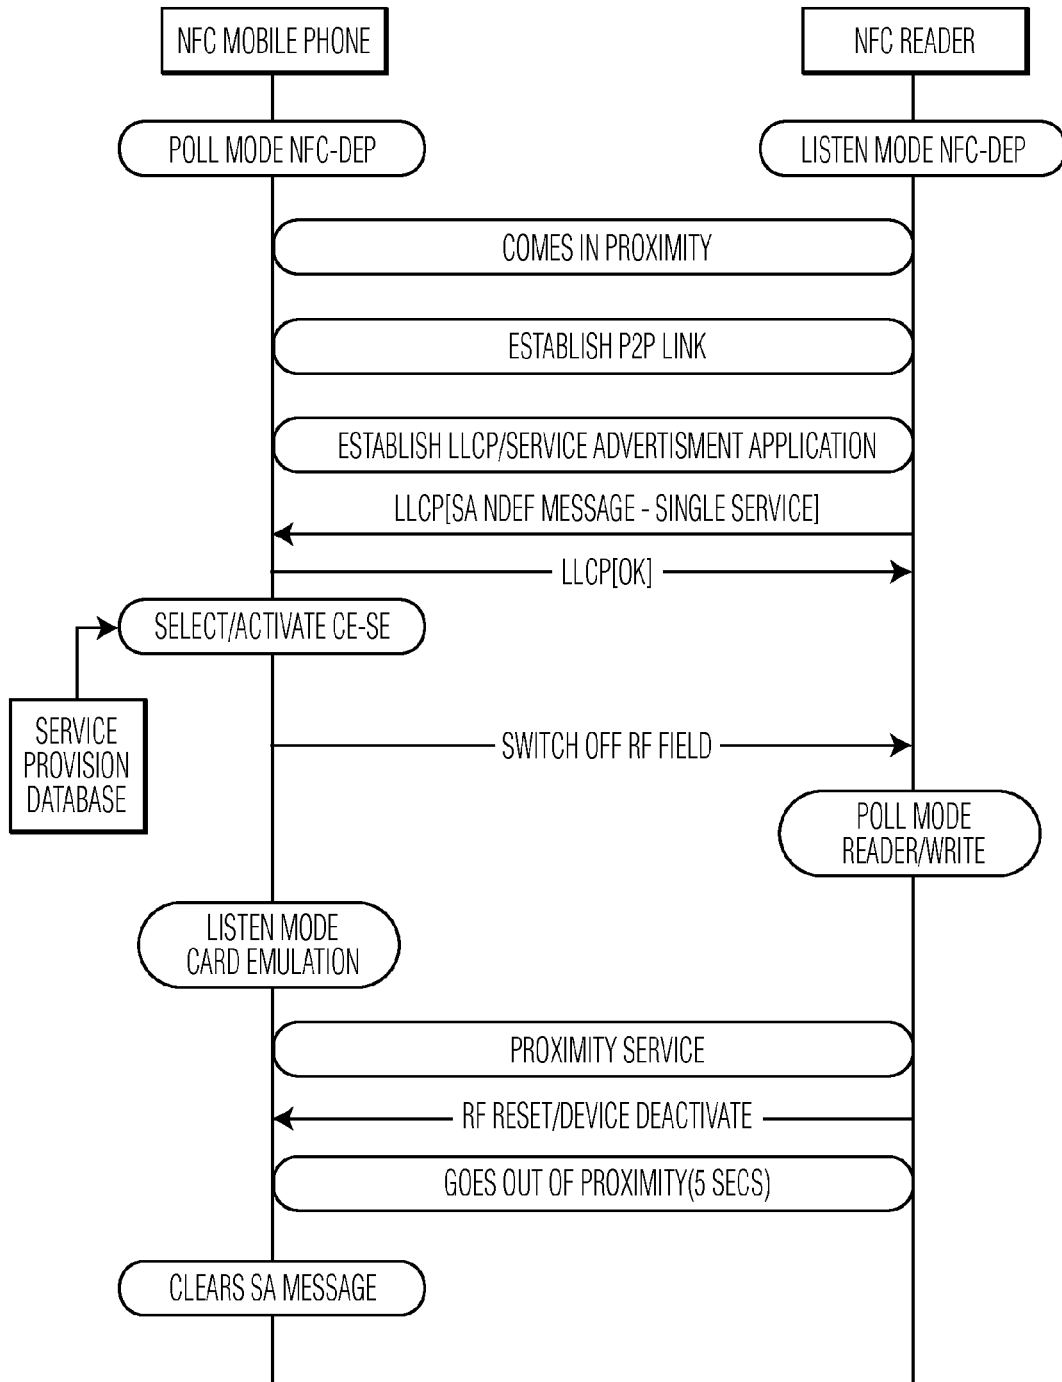 NFC MOBILE PHONE
NFC READER
POLL MODE NFC-DEP
LISTEN MODE NFC-DEP
COMES IN PROXIMITY
ESTABLISH P2P LINK
ESTABLISH LLCP/SERVICE ADVERTISMENT APPLICATION
LLCP[SA NDEF MESSAGE - SINGLE SERVICE]
LLCP[OK]
SELECT/ACTIVATE CE-SE
SERVICE
PROVISION
DATABASE
SWITCH OFF RF FIELD
POLL MODE
READER/WRITE
LISTEN MODE
CARD EMULATION
PROXIMITY SERVICE
RF RESET/DEVICE DEACTIVATE
GOES OUT OF PROXIMITY(5 SECS)
CLEARS SA MESSAGE